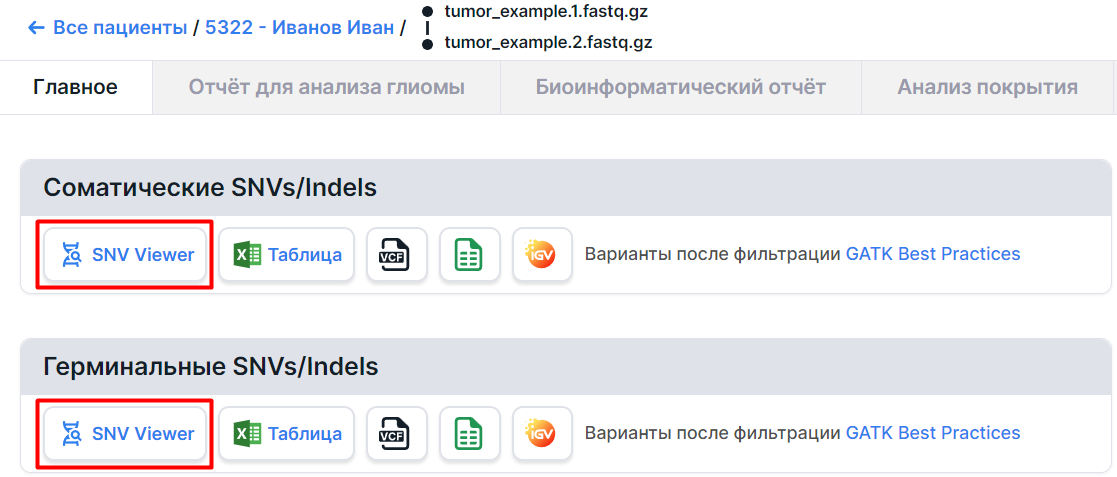 tumor_example.1.fastq.gz
← Все пациенты / 5322 - Иванов Иван /
tumor_example.2.fastq.gz
Главное Отчёт для анализа глиомы Биоинформатический отчёт Анализ покрытия
Соматические SNVs/Indels
SNV Viewer Таблица VCF IGV Варианты после фильтрации GATK Best Practices
Герминальные SNVs/Indels
SNV Viewer Таблица VCF IGV Варианты после фильтрации GATK Best Practices